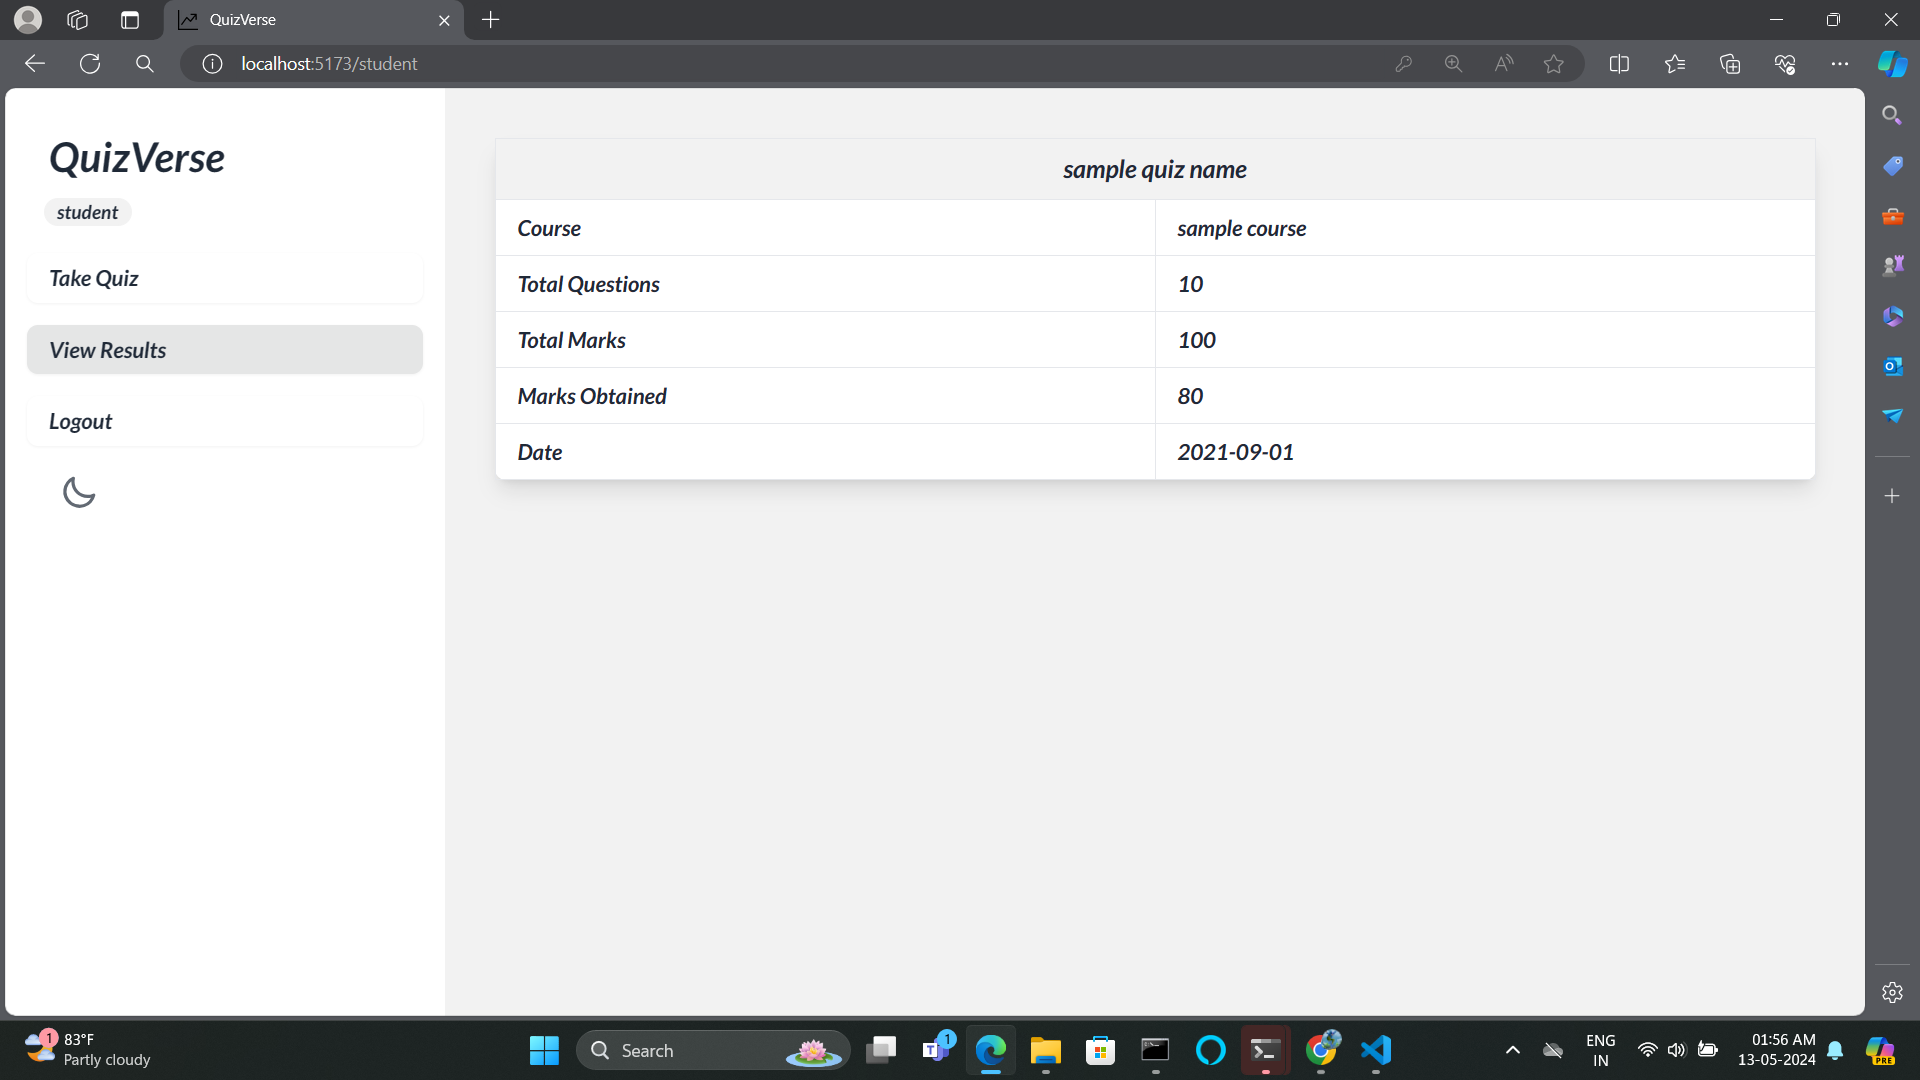 QuizVerse
localhost:5173/student
QuizVerse
student
Take Quiz
View Results
Logout
sample quiz name
Course sample course
Total Questions 10
Total Marks 100
Marks Obtained 80
Date 2021-09-01
1
83°F
Partly cloudy
Search
1
ENG
IN
01:56 AM
13-05-2024
PRE